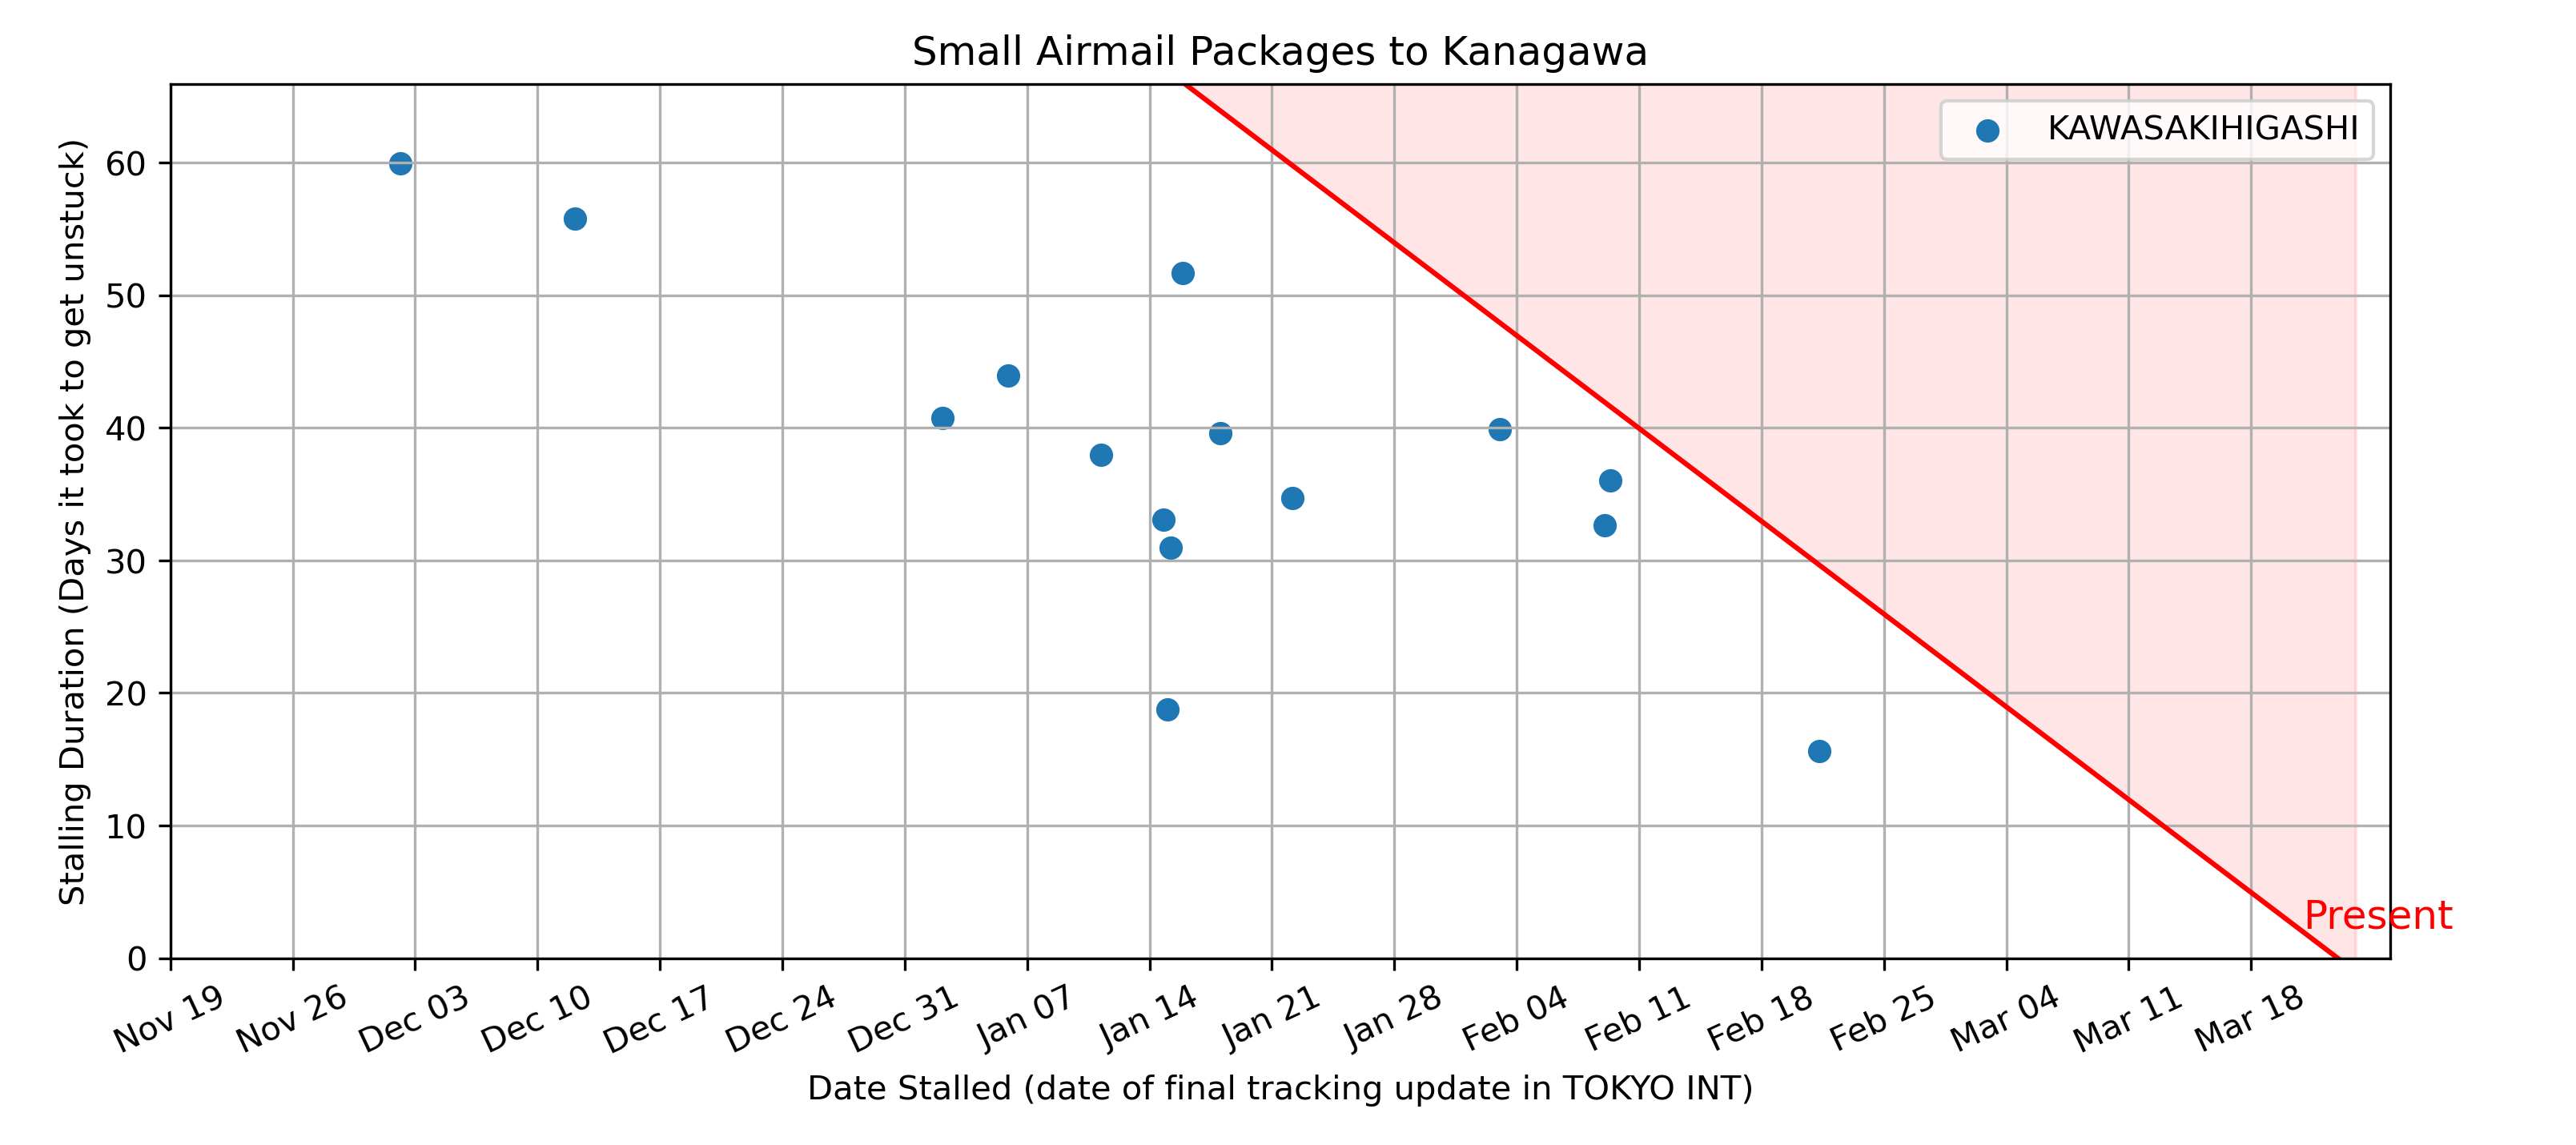 Small Airmail Packages to Kanagawa
KAWASAKIHIGASHI
Stalling Duration (Days it took to get unstuck)
60
50
40
30
20
10
0
Present
Nov 19
Nov 26
Dec 03
Dec 10
Dec 17
Dec 24
Dec 31
Jan 07
Jan 14
Jan 21
Jan 28
Feb 04
Feb 11
Feb 18
Feb 25
Mar 04
Mar 11
Mar 18
Date Stalled (date of final tracking update in TOKYO INT)